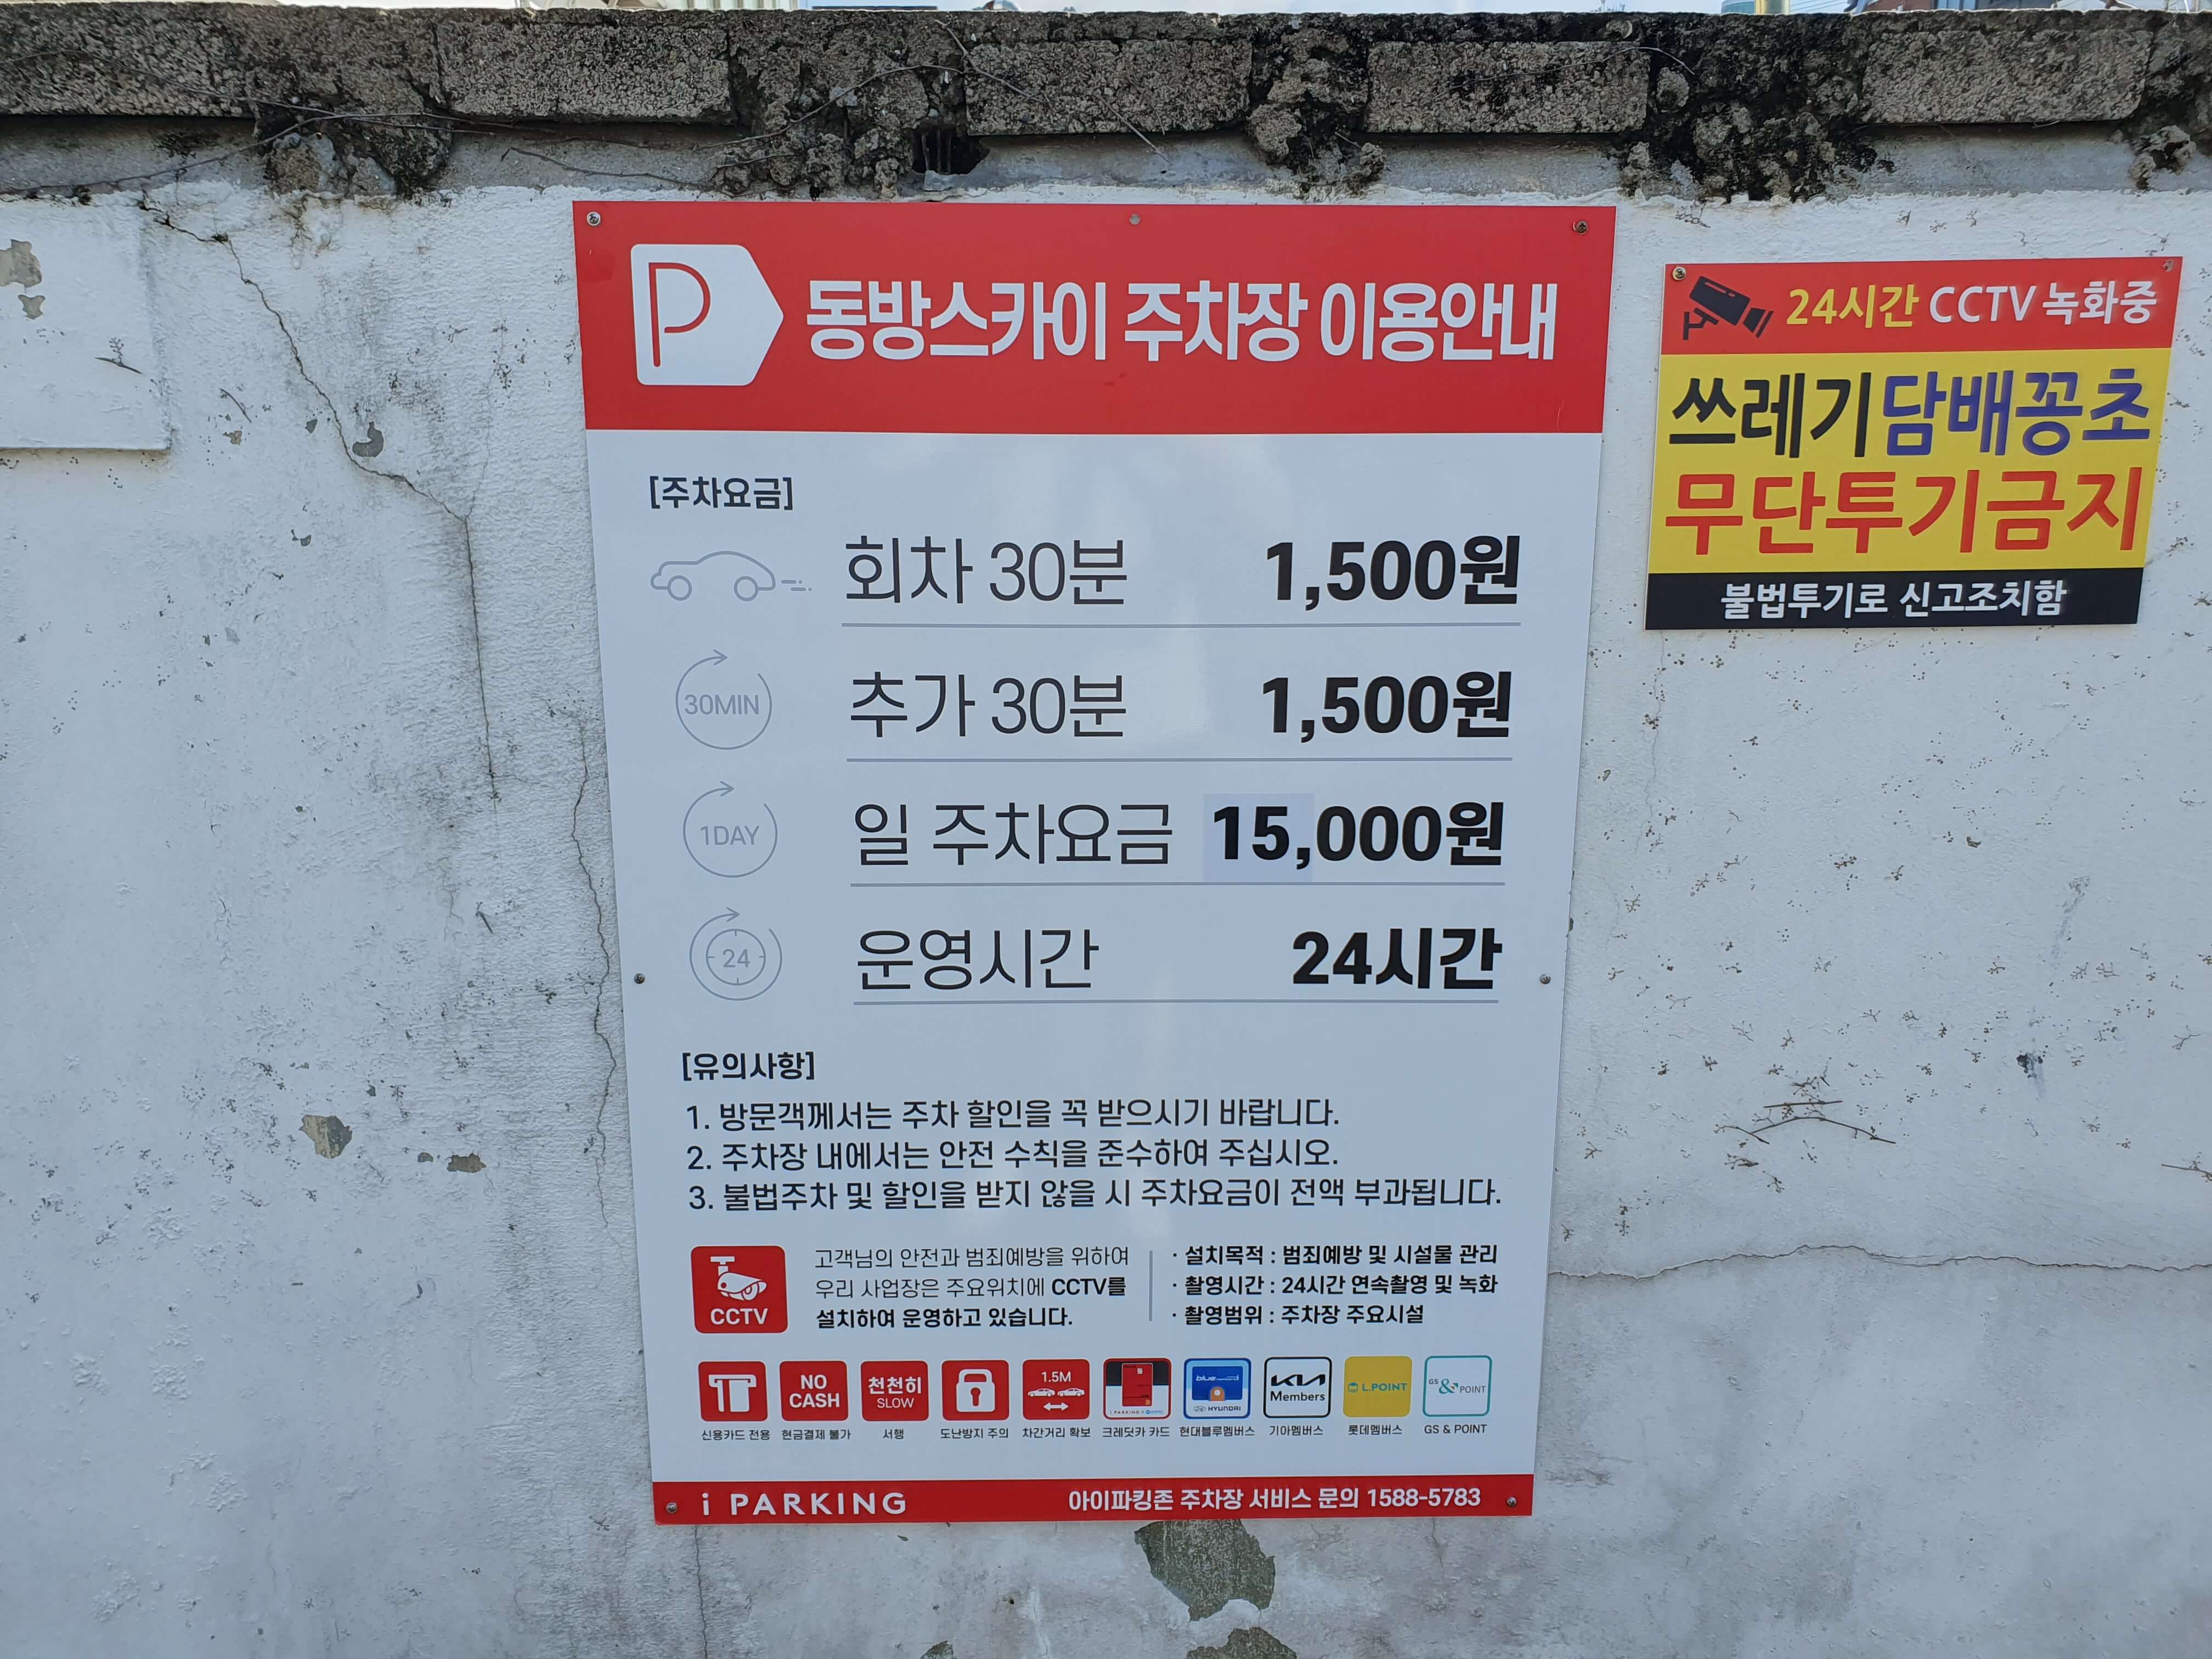 동방스카이 주차장 이용안내
[주차요금]
회차 30분 1,500원
30MIN 추가 30분 1,500원
1DAY 일 주차요금 15,000원
24 운영시간 24시간
[유의사항]
1. 방문객께서는 주차 할인을 꼭 받으시기 바랍니다.
2. 주차장 내에서는 안전 수칙을 준수하여 주십시오.
3. 불법주차 및 할인을 받지 않을 시 주차요금이 전액 부과됩니다.
CCTV
고객님의 안전과 범죄예방을 위하여
우리 사업장은 주요위치에 CCTV를
설치하여 운영하고 있습니다.
· 설치목적 : 범죄예방 및 시설물 관리
· 촬영시간 : 24시간 연속촬영 및 녹화
· 촬영범위 : 주차장 주요시설
NO CASH
천천히 SLOW
1.5M
blue HYUNDAI
KIA Members
L.POINT
GS & POINT
신용카드 전용 현금결제 불가 서행 도난방지 주의 차간거리 확보 크레딧카 카드 현대블루멤버스 기아멤버스 롯데멤버스 GS & POINT
i PARKING 아이파킹존 주차장 서비스 문의 1588-5783
24시간 CCTV 녹화중
쓰레기담배꽁초
무단투기금지
불법투기로 신고조치함